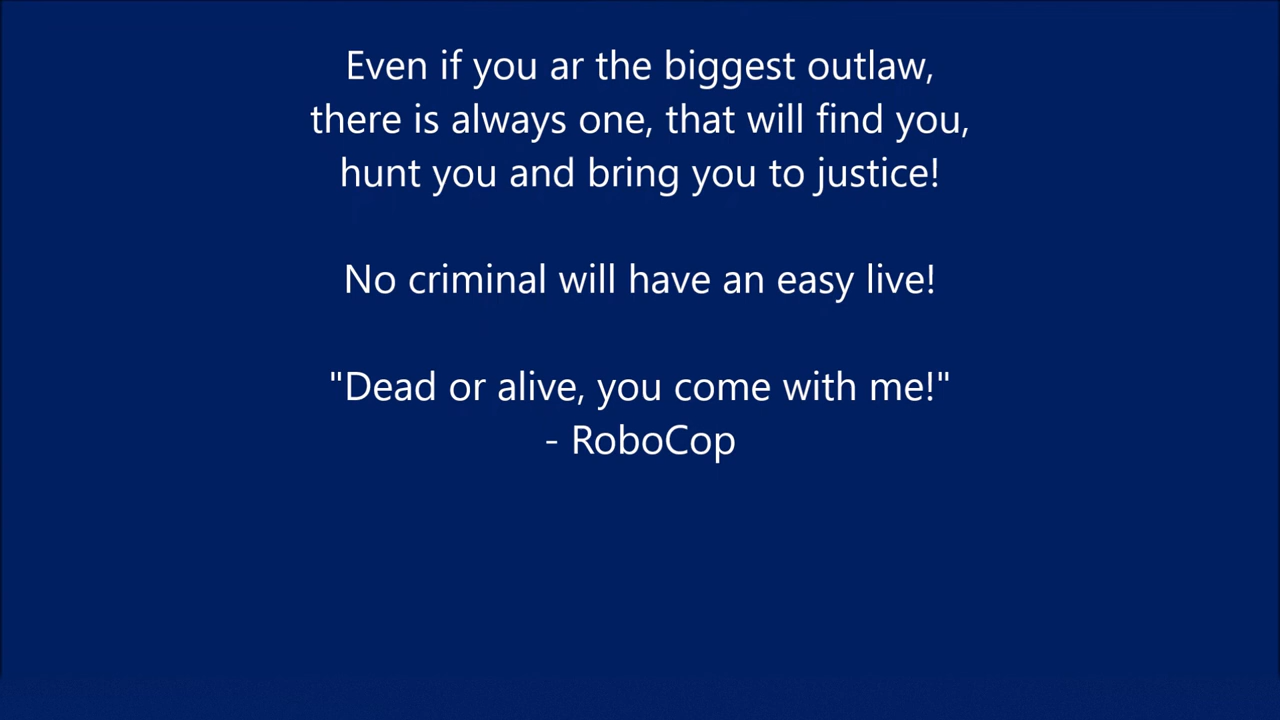 Even if you ar the biggest outlaw,
there is always one, that will find you,
hunt you and bring you to justice!
No criminal will have an easy live!
"Dead or alive, you come with me!"
- RoboCop